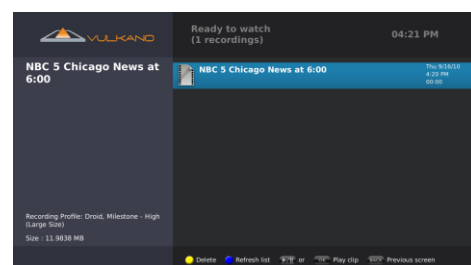 VULKANO
Ready to watch
(1 recordings)
04:21 PM
NBC 5 Chicago News at
6:00
NBC 5 Chicago News at 6:00
Thu 9/16/10
4:20 PM
00:00
Recording Profile: Droid, Milestone - High
(Large Size)
Size : 11.9838 MB
Delete Refresh list or Play clip Previous screen